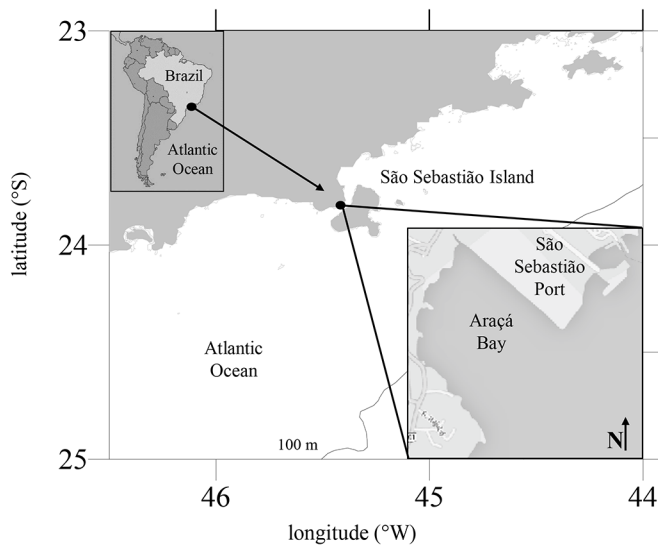 23
Brazil
Atlantic
Ocean
São Sebastião Island
latitude (°S)
24
São
Sebastião
Port
Araçá
Bay
Atlantic
Ocean
100 m
N
25
46
45
44
longitude (°W)